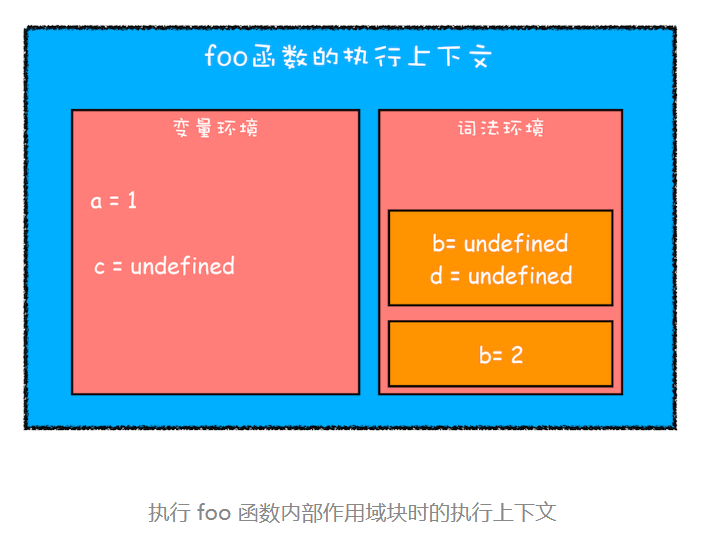 foo函数的执行上下文
变量环境
a = 1
c = undefined
词法环境
b= undefined
d = undefined
b= 2
执行 foo 函数内部作用域块时的执行上下文